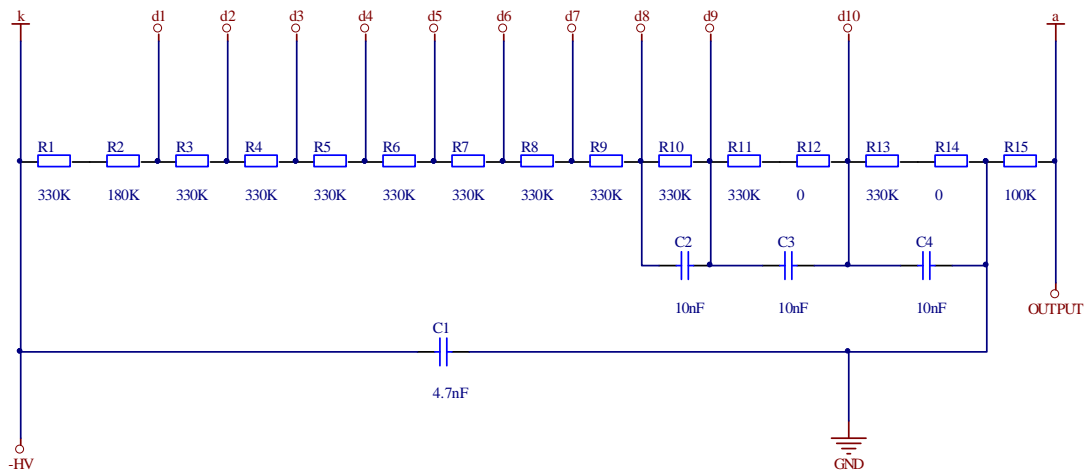 k d1 d2 d3 d4 d5 d6 d7 d8 d9 d10 a
R1 R2 R3 R4 R5 R6 R7 R8 R9 R10 R11 R12 R13 R14 R15
330K 180K 330K 330K 330K 330K 330K 330K 330K 330K 330K 0 330K 0 100K
C2 C3 C4
10nF 10nF 10nF
OUTPUT
C1
4.7nF
-HV GND